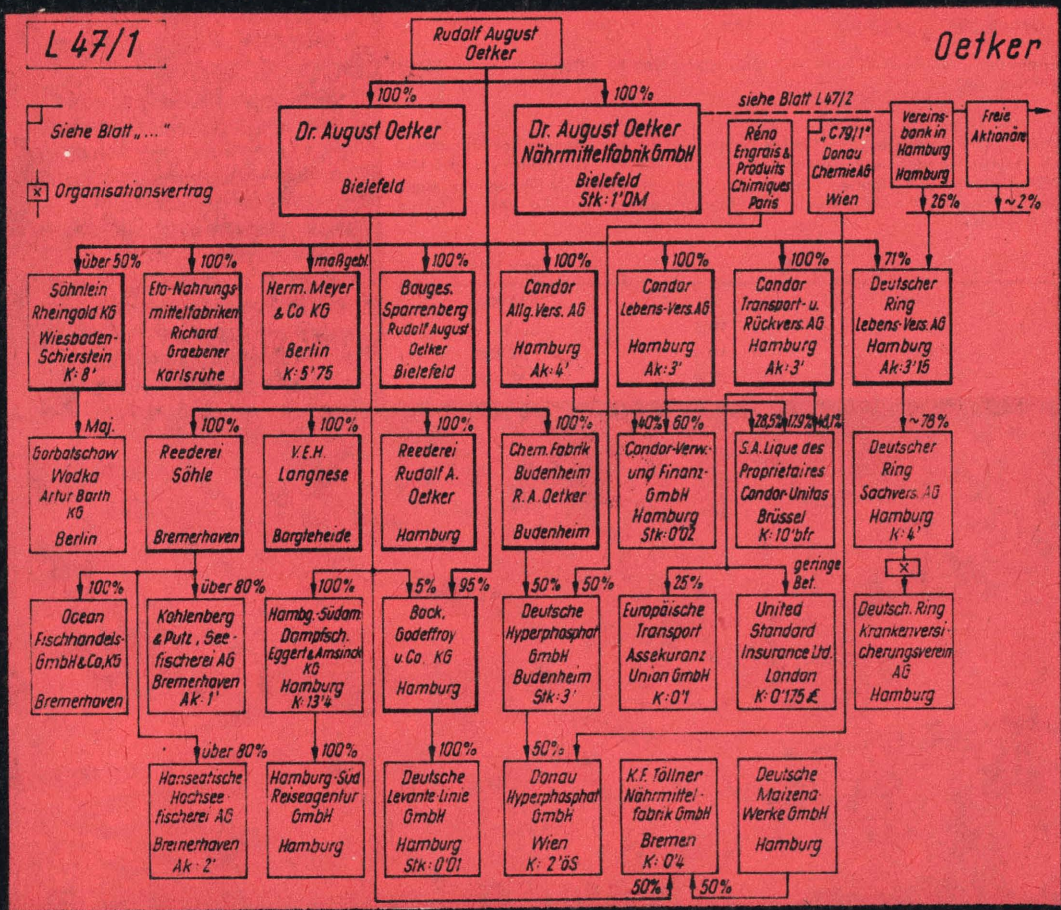 L 47/1
Rudolf August
Oetker
Oetker
Siehe Blatt „..."
x Organisationsvertrag
100%
Dr. August Oetker
Bielefeld
100%
Dr. August Oetker
Nährmittelfabrik GmbH
Bielefeld
Stk: 1'DM
siehe Blatt L47/2
Réno
Engrais &
Produits
Chimiques
Paris
„C79/1"
Donau
Chemie AG
Wien
Vereins-
bank in
Hamburg
Hamburg
26%
Freie
Aktionäre
~2%
über 50%
Söhnlein
Rheingold KG
Wiesbaden-
Schierstein
K: 8'
100%
Eto-Nahrungs-
mittelfabriken
Richard
Graebener
Karlsruhe
maßgebl.
Herm. Meyer
& Co KG
Berlin
K: 5'75
100%
Bauges.
Sparrenberg
Rudolf August
Oetker
Bielefeld
100%
Condor
Allg. Vers. AG
Hamburg
Ak: 4'
100%
Condor
Lebens-Vers. AG
Hamburg
Ak: 3'
100%
Condor
Transport- u.
Rückvers. AG
Hamburg
Ak: 3'
71%
Deutscher
Ring
Lebens-Vers. AG
Hamburg
Ak: 3'15
Maj.
Gorbatschow
Wodka
Artur Barth
KG
Berlin
100%
Reederei
Söhle
Bremerhaven
100%
V.E.H.
Langnese
Bargteheide
100%
Reederei
Rudolf A.
Oetker
Hamburg
100%
Chem. Fabrik
Budenheim
R. A. Oetker
Budenheim
40% 60%
Condor-Verw.-
und Finanz-
GmbH
Hamburg
Stk: 0'02
28,5% 17,9%
S.A. Ligue des
Proprietaires
Condor-Unitas
Brüssel
K: 10'bfr
~78%
Deutscher
Ring
Sachvers. AG
Hamburg
K: 4'
x
100%
Ocean
Fischhandels-
GmbH & Co, KG
Bremerhaven
über 80%
Kohlenberg
& Putz, See-
fischerei AG
Bremerhaven
Ak: 1'
100%
Hambg.-Südam.
Dampfsch.
Eggert & Amsinck
KG
Hamburg
K: 13'4
5% 95%
Bock,
Godeffroy
u. Co. KG
Hamburg
50% 50%
Deutsche
Hyperphosphat
GmbH
Budenheim
Stk: 3'
25%
Europäische
Transport
Assekuranz
Union GmbH
K: 0'1
geringe
Bet.
United
Standard
Insurance Ltd.
London
K: 0'175 £
Deutsch. Ring
Krankenversi-
cherungsverein
AG
Hamburg
über 80%
Hanseatische
Hochsee-
fischerei AG
Bremerhaven
Ak: 2'
100%
Hamburg-Süd
Reiseagentur
GmbH
Hamburg
100%
Deutsche
Levante-Linie
GmbH
Hamburg
Stk: 0'01
50%
Donau
Hyperphosphat
GmbH
Wien
K: 2'öS
K.F. Töllner
Nährmittel-
fabrik GmbH
Bremen
K: 0'4
Deutsche
Maizena
Werke GmbH
Hamburg
50% 50%